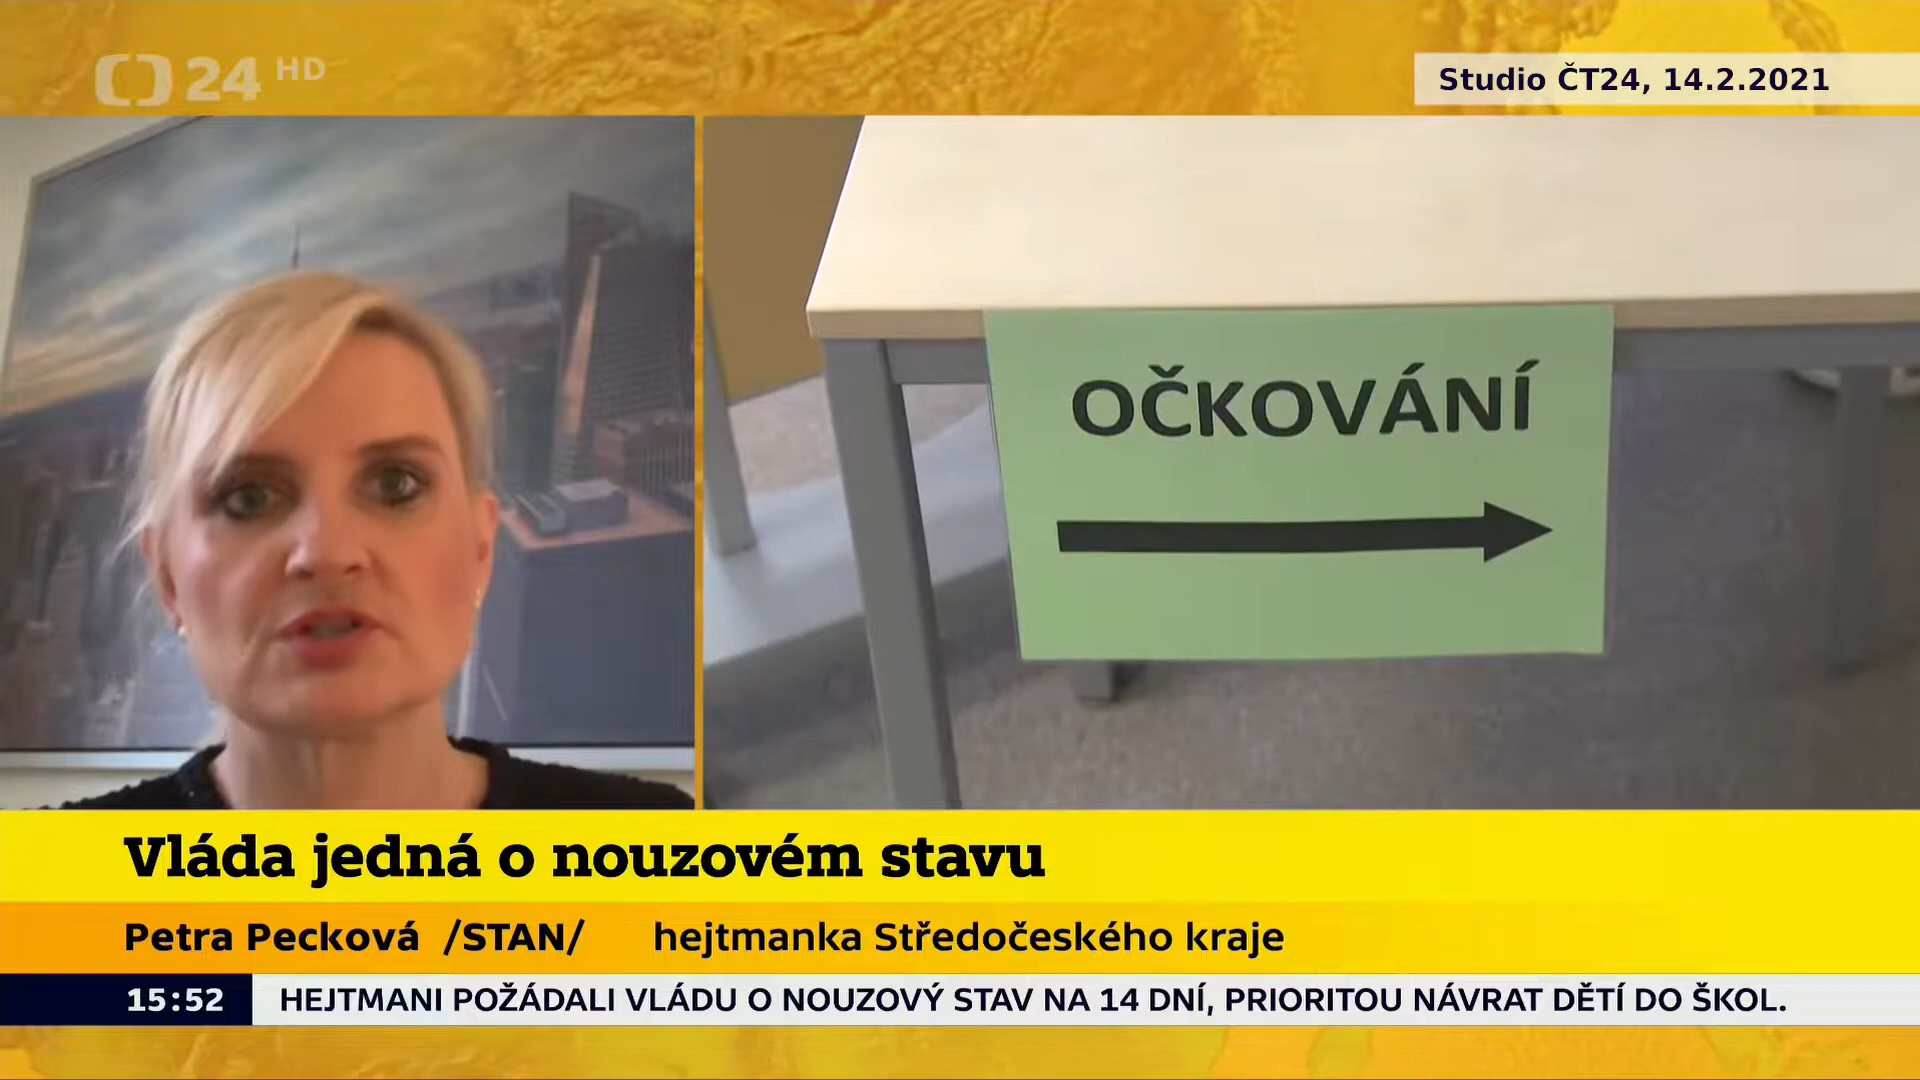 24 HD
Studio ČT24, 14.2.2021
OČKOVÁNÍ
Vláda jedná o nouzovém stavu
Petra Pecková /STAN/ hejtmanka Středočeského kraje
15:52 HEJTMANI POŽÁDALI VLÁDU O NOUZOVÝ STAV NA 14 DNÍ, PRIORITOU NÁVRAT DĚTÍ DO ŠKOL.